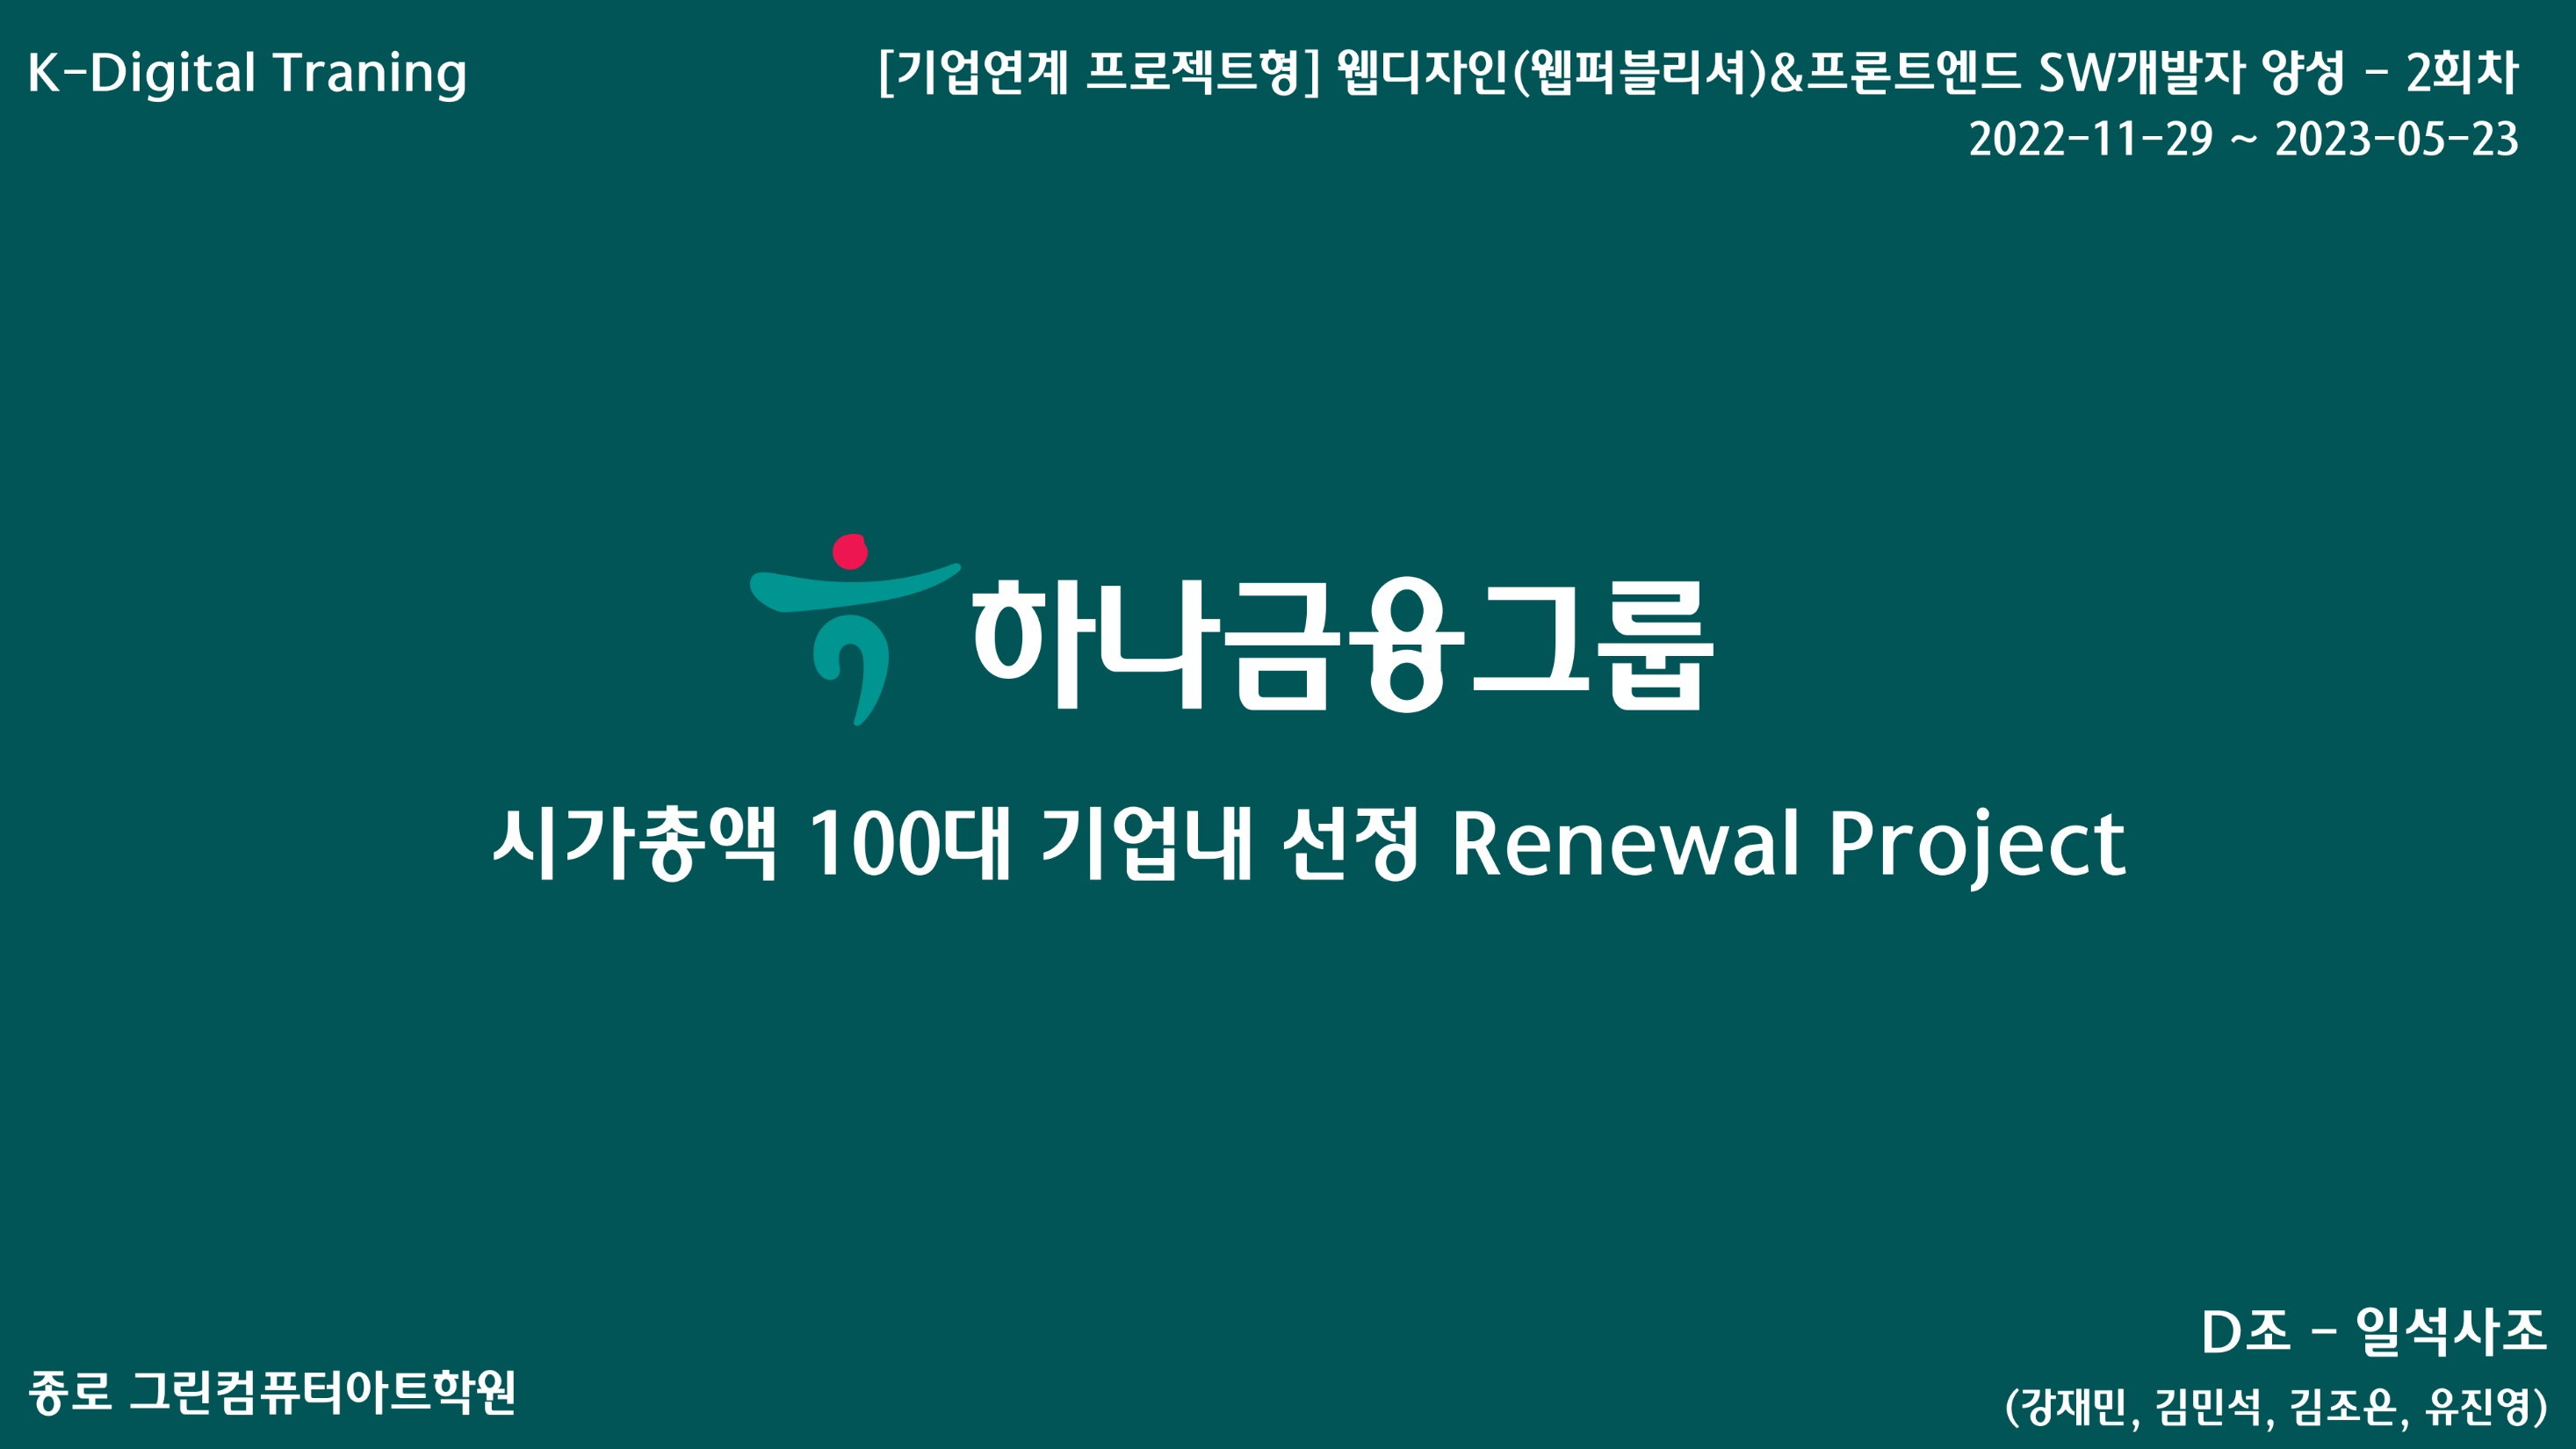 K-Digital Traning
[기업연계 프로젝트형] 웹디자인(웹퍼블리셔)&프론트엔드 SW개발자 양성 - 2회차
2022-11-29 ~ 2023-05-23
하나금융그룹
시가총액 100대 기업내 선정 Renewal Project
D조 - 일석사조
종로 그린컴퓨터아트학원
(강재민, 김민석, 김조은, 유진영)